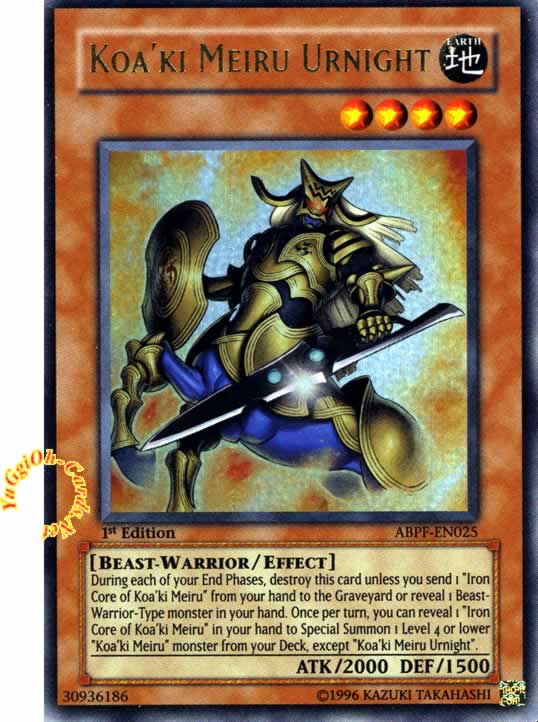 KOA'KI MEIRU URNIGHT
EARTH
地
1st Edition
ABPF-EN025
[BEAST-WARRIOR/EFFECT]
During each of your End Phases, destroy this card unless you send 1 "Iron
Core of Koa'ki Meiru" from your hand to the Graveyard or reveal 1 Beast-
Warrior-Type monster in your hand. Once per turn, you can reveal 1 "Iron
Core of Koa'ki Meiru" in your hand to Special Summon 1 Level 4 or lower
"Koa'ki Meiru" monster from your Deck, except "Koa'ki Meiru Urnight".
ATK/2000 DEF/1500
30936186
©1996 KAZUKI TAKAHASHI
YuGgiOh-Cards.Net